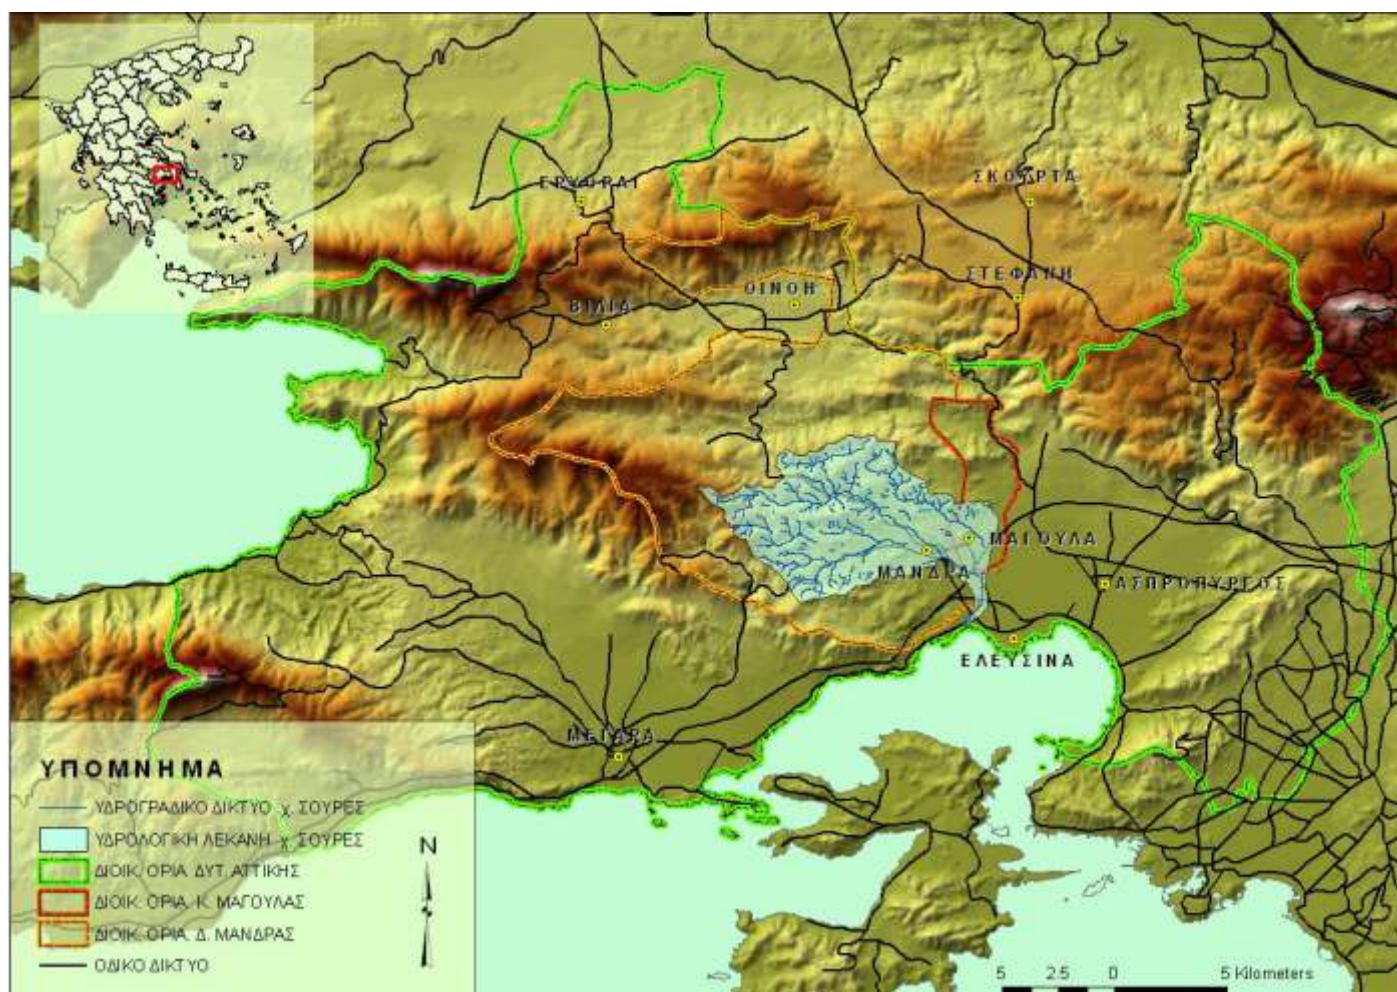 ΕΡΥΘΡΑΙ
ΣΚΟΥΡΤΑ
ΣΤΕΦΑΝΗ
ΟΙΝΟΗ
ΒΙΛΙΑ
ΜΑΓΟΥΛΑ
ΜΑΝΔΡΑ
ΑΣΠΡΟΠΥΡΓΟΣ
ΕΛΕΥΣΙΝΑ
ΜΕΓΑΡΑ
ΥΠΟΜΝΗΜΑ
ΥΔΡΟΓΡΑΔΙΚΟ ΔΙΚΤΥΟ χ. ΣΟΥΡΕΣ
ΥΔΡΟΛΟΓΙΚΗ ΛΕΚΑΝΗ χ. ΣΟΥΡΕΣ
ΔΙΟΙΚ. ΟΡΙΑ. ΔΥΤ. ΑΤΤΙΚΗΣ
ΔΙΟΙΚ. ΟΡΙΑ. Κ. ΜΑΓΟΥΛΑΣ
ΔΙΟΙΚ. ΟΡΙΑ. Δ. ΜΑΝΔΡΑΣ
ΟΔΙΚΟ ΔΙΚΤΥΟ
N
5 2.5 0 5 Kilometers